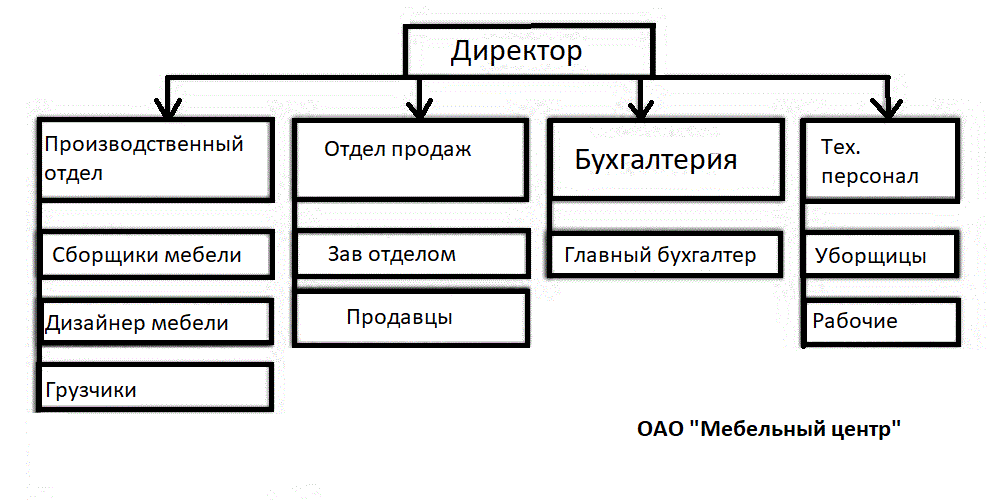 Директор
Производственный
отдел
Отдел продаж
Бухгалтерия
Тех.
персонал
Сборщики мебели
Зав отделом
Главный бухгалтер
Уборщицы
Дизайнер мебели
Продавцы
Рабочие
Грузчики
ОАО "Мебельный центр"